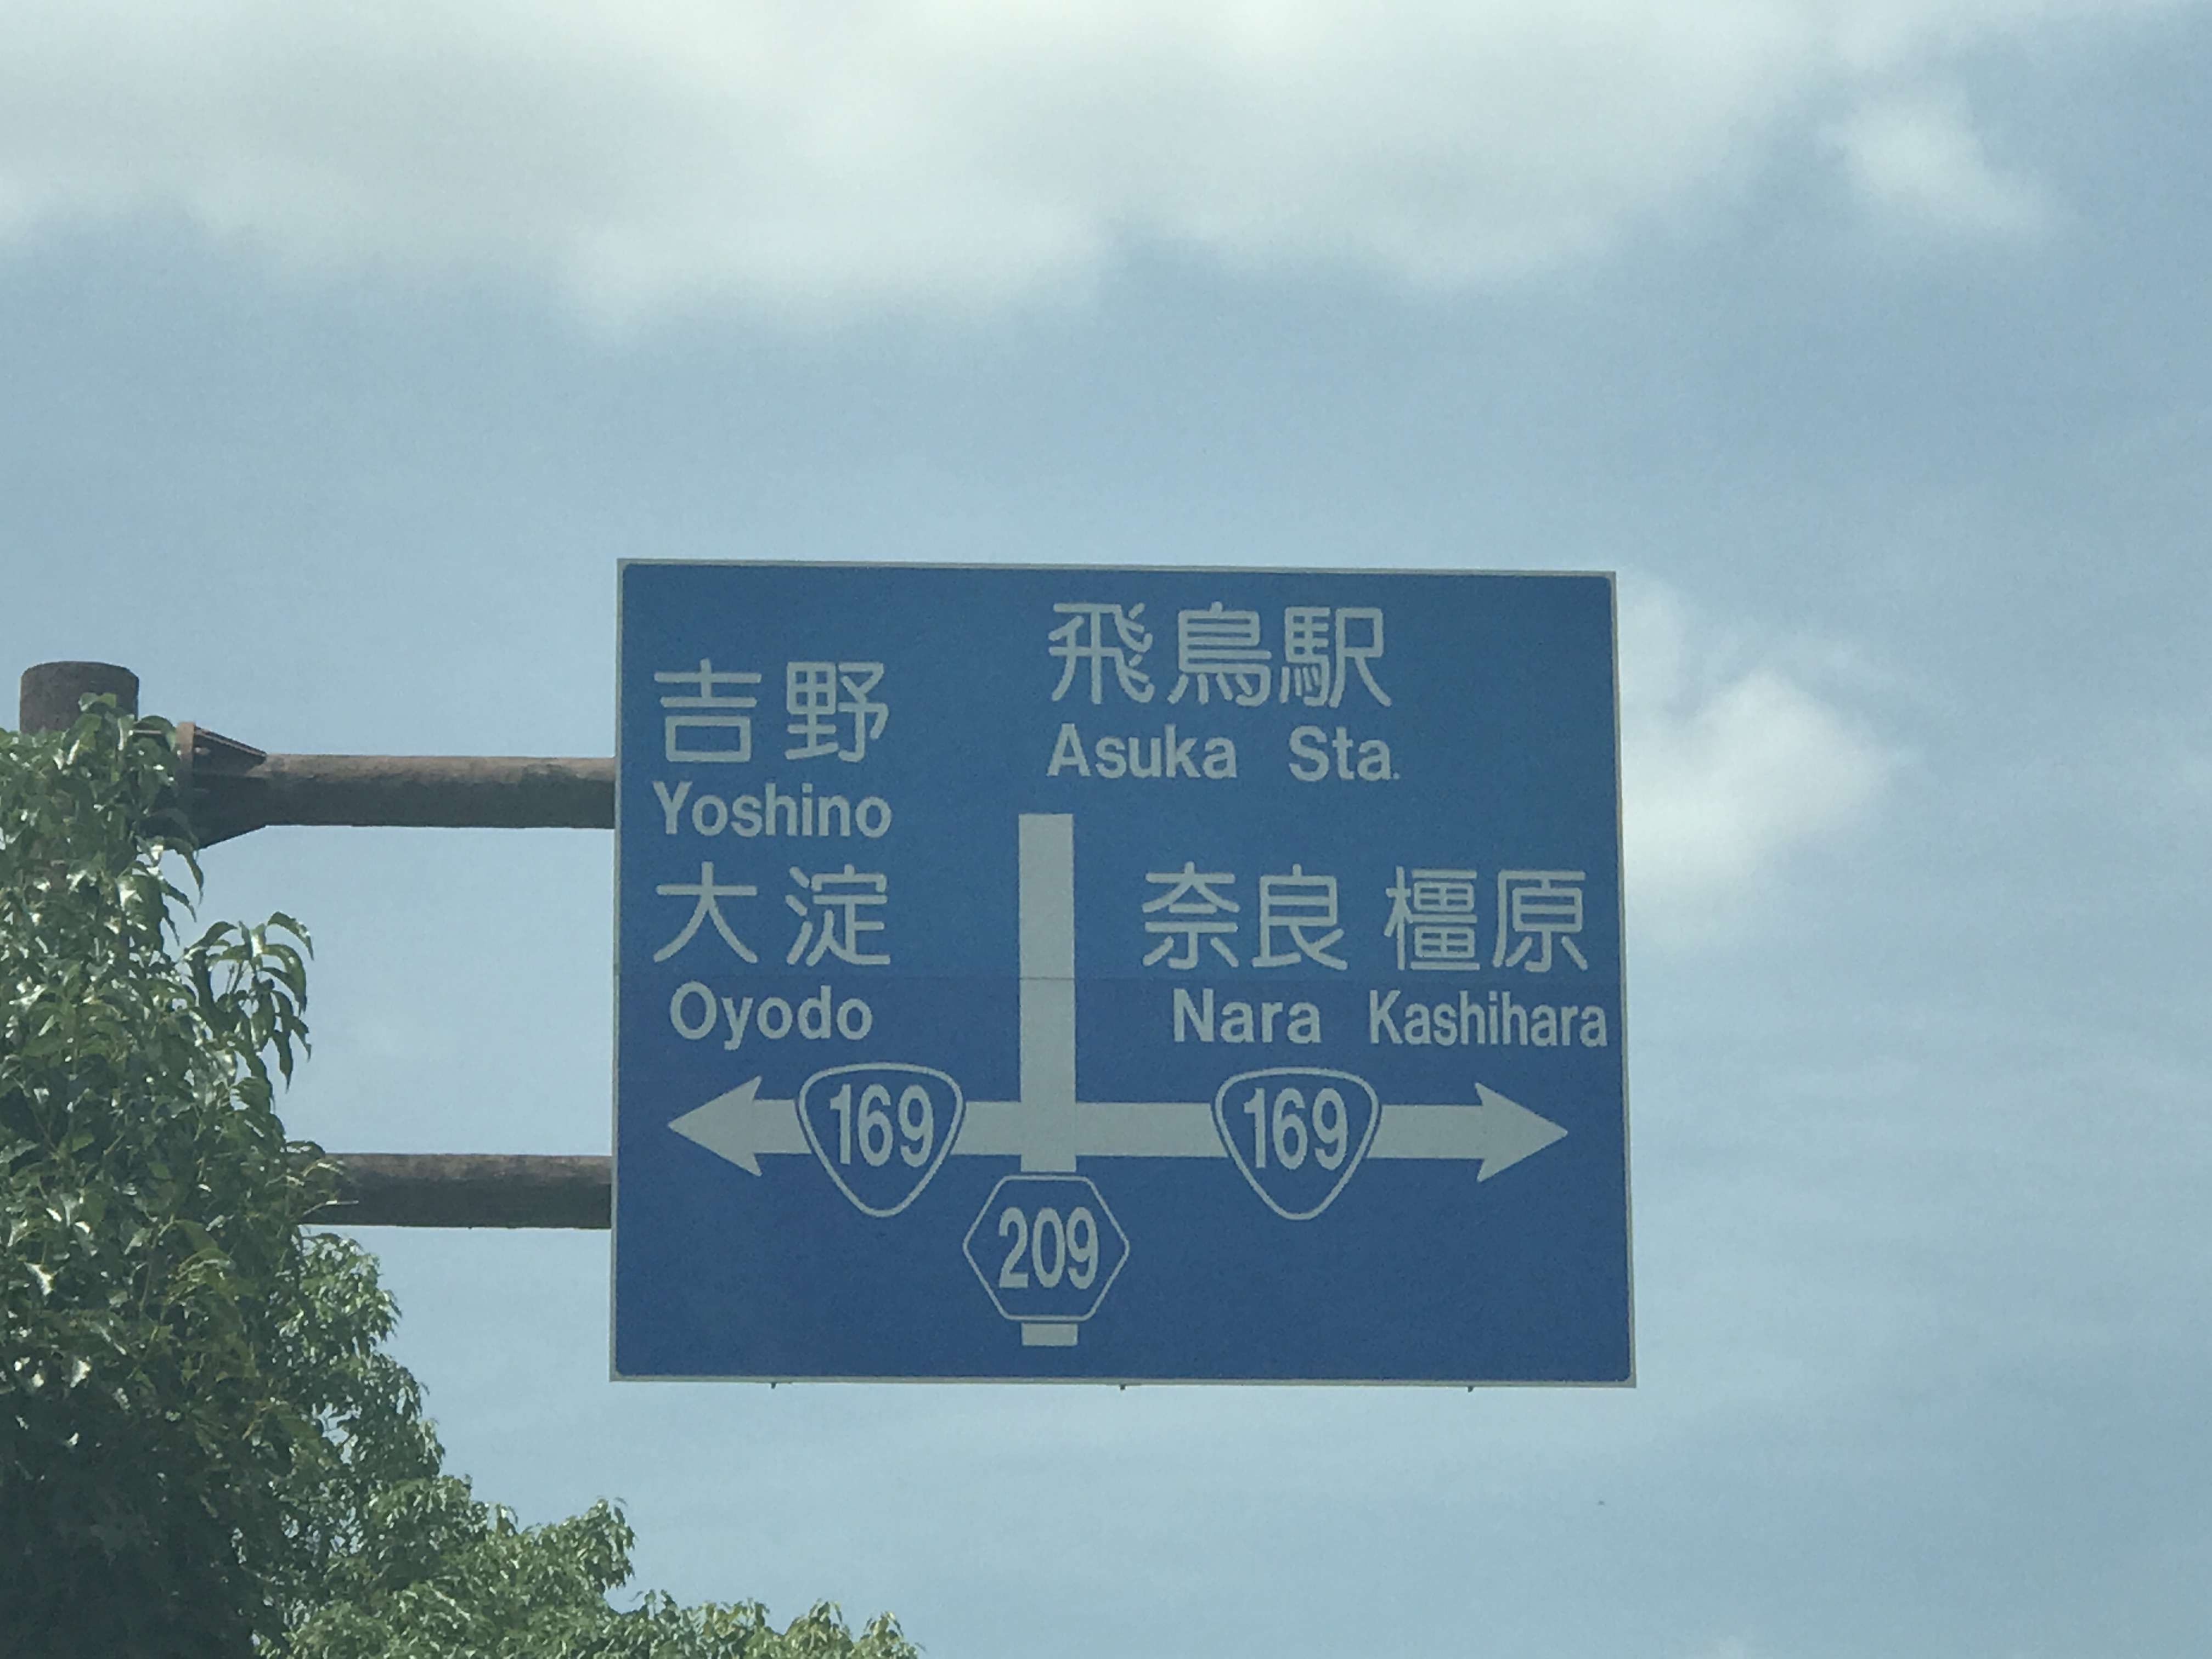 飛鳥駅
Asuka Sta.
吉野
Yoshino
大淀
Oyodo
奈良 橿原
Nara Kashihara
169
169
209